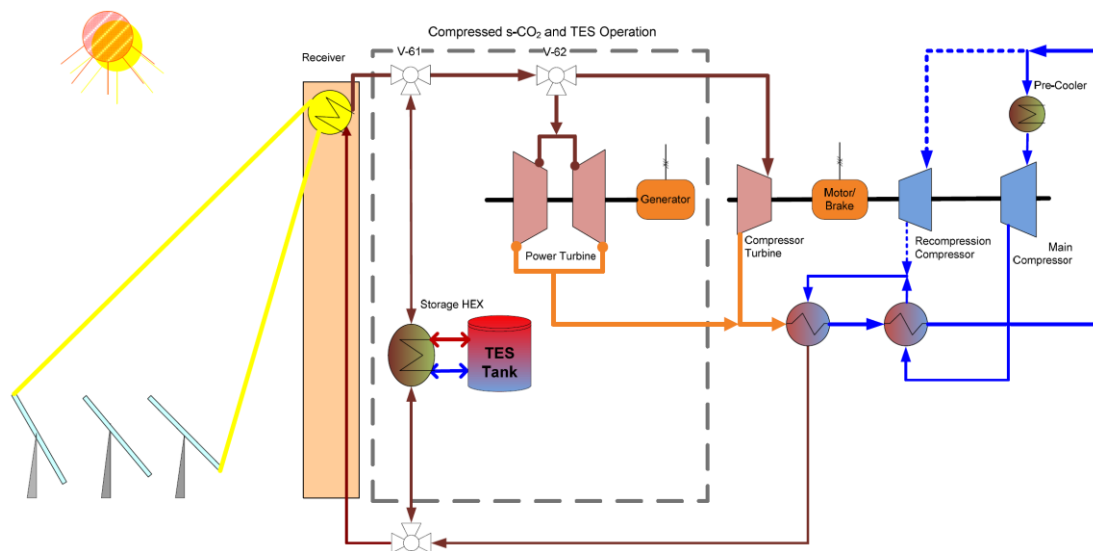 Compressed s-CO₂ and TES Operation
V-61
V-62
Receiver
Pre-Cooler
Generator
Motor/
Brake
Power Turbine
Compressor
Turbine
Recompression
Compressor
Main
Compressor
Storage HEX
TES
Tank